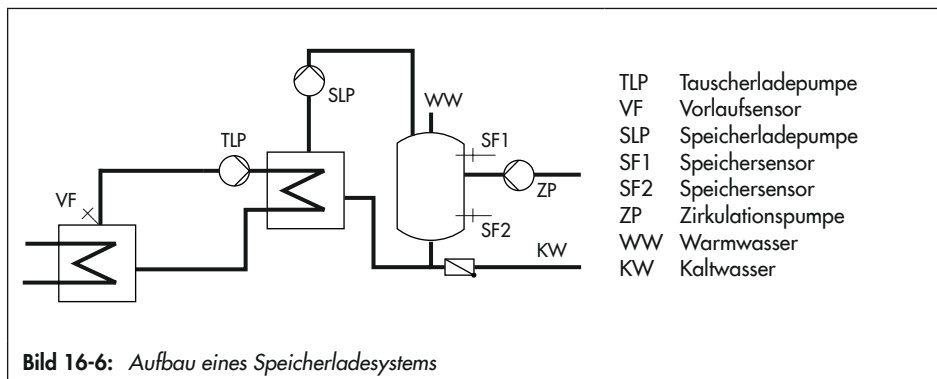 SLP
WW
TLP
SF1
VF
ZP
SF2
KW
TLP Tauscherladepumpe
VF Vorlaufsensor
SLP Speicherladepumpe
SF1 Speichersensor
SF2 Speichersensor
ZP Zirkulationspumpe
WW Warmwasser
KW Kaltwasser
Bild 16-6: Aufbau eines Speicherladesystems